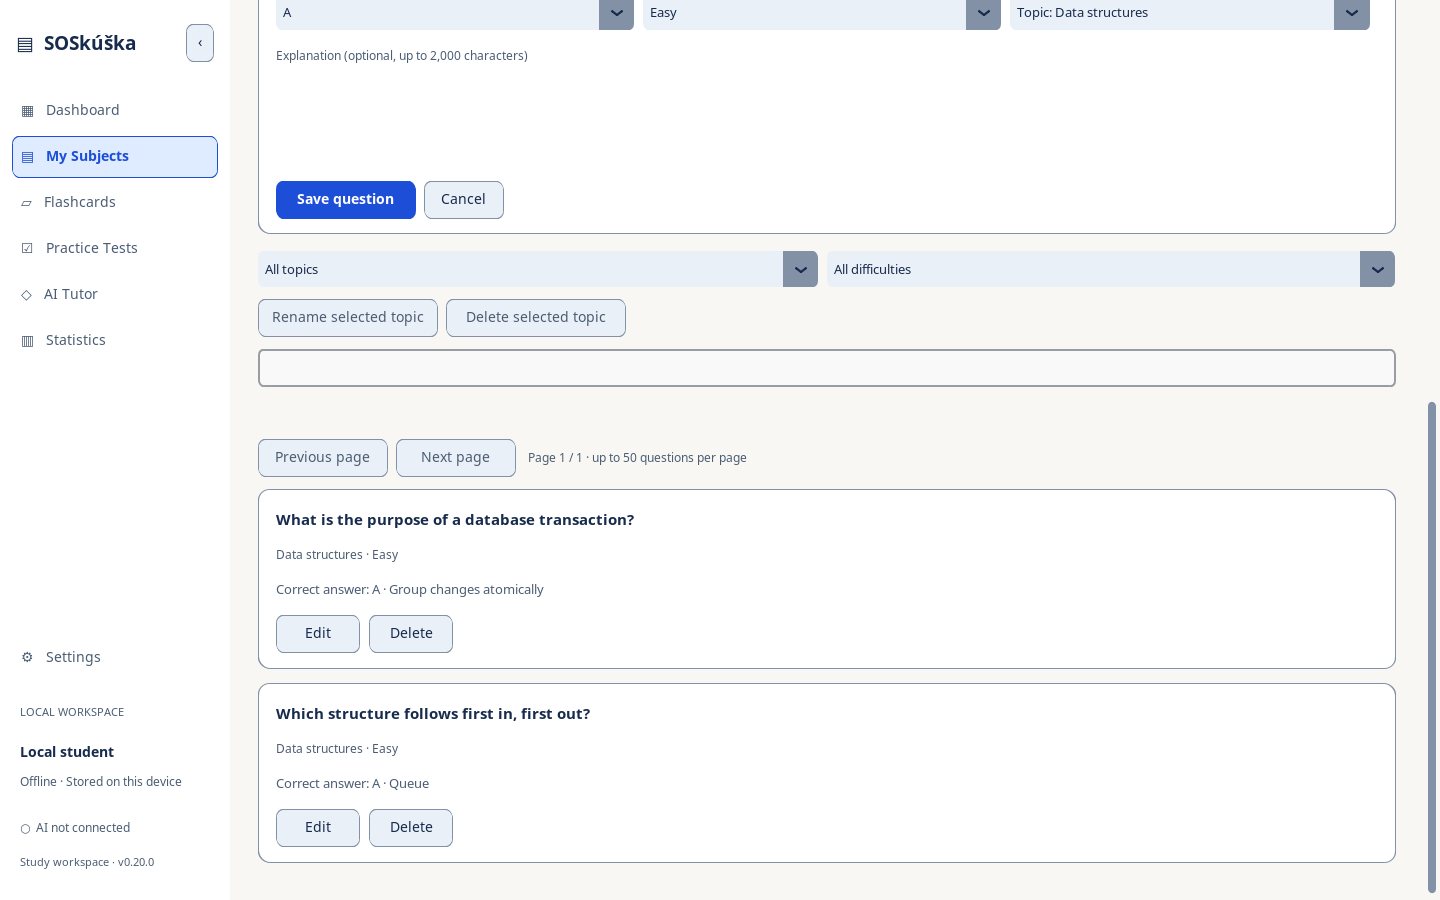 SOSkúška
Dashboard
My Subjects
Flashcards
Practice Tests
AI Tutor
Statistics
Settings
LOCAL WORKSPACE
Local student
Offline · Stored on this device
AI not connected
Study workspace · v0.20.0
A
Easy
Topic: Data structures
Explanation (optional, up to 2,000 characters)
Save question
Cancel
All topics
All difficulties
Rename selected topic
Delete selected topic
Previous page
Next page
Page 1 / 1 · up to 50 questions per page
What is the purpose of a database transaction?
Data structures · Easy
Correct answer: A · Group changes atomically
Edit
Delete
Which structure follows first in, first out?
Data structures · Easy
Correct answer: A · Queue
Edit
Delete